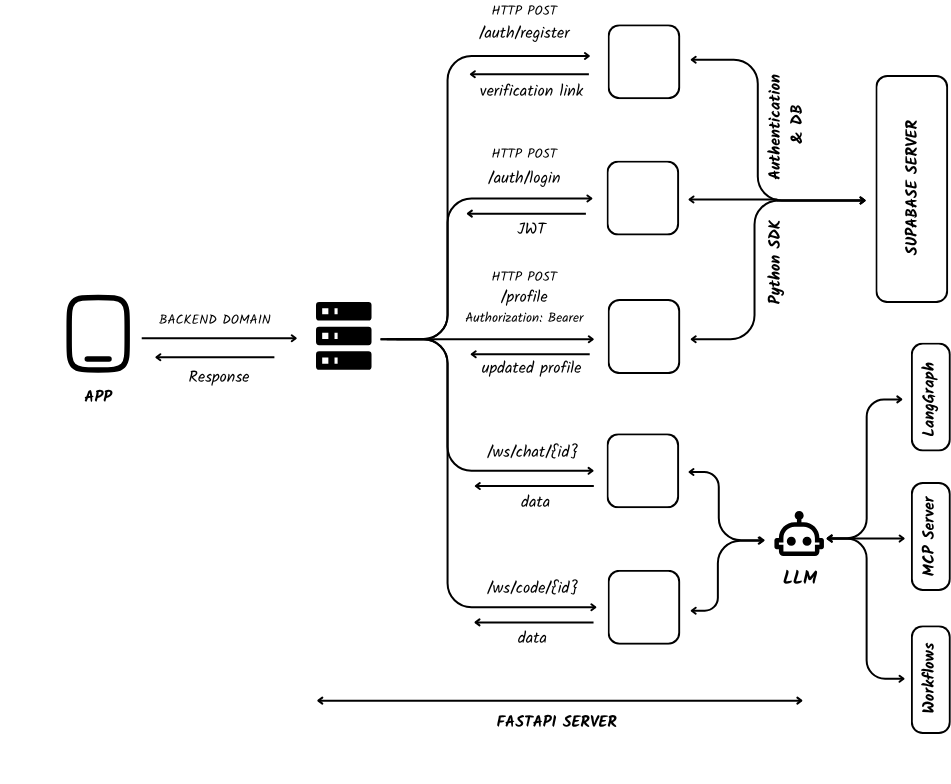 HTTP POST
/auth/register
verification link
HTTP POST
/auth/login
JWT
HTTP POST
/profile
Authorization: Bearer
updated profile
BACKEND DOMAIN
Response
APP
/ws/chat/{id}
data
/ws/code/{id}
data
FASTAPI SERVER
Authentication
& DB
Python SDK
SUPABASE SERVER
LLM
LangGraph
MCP Server
Workflows